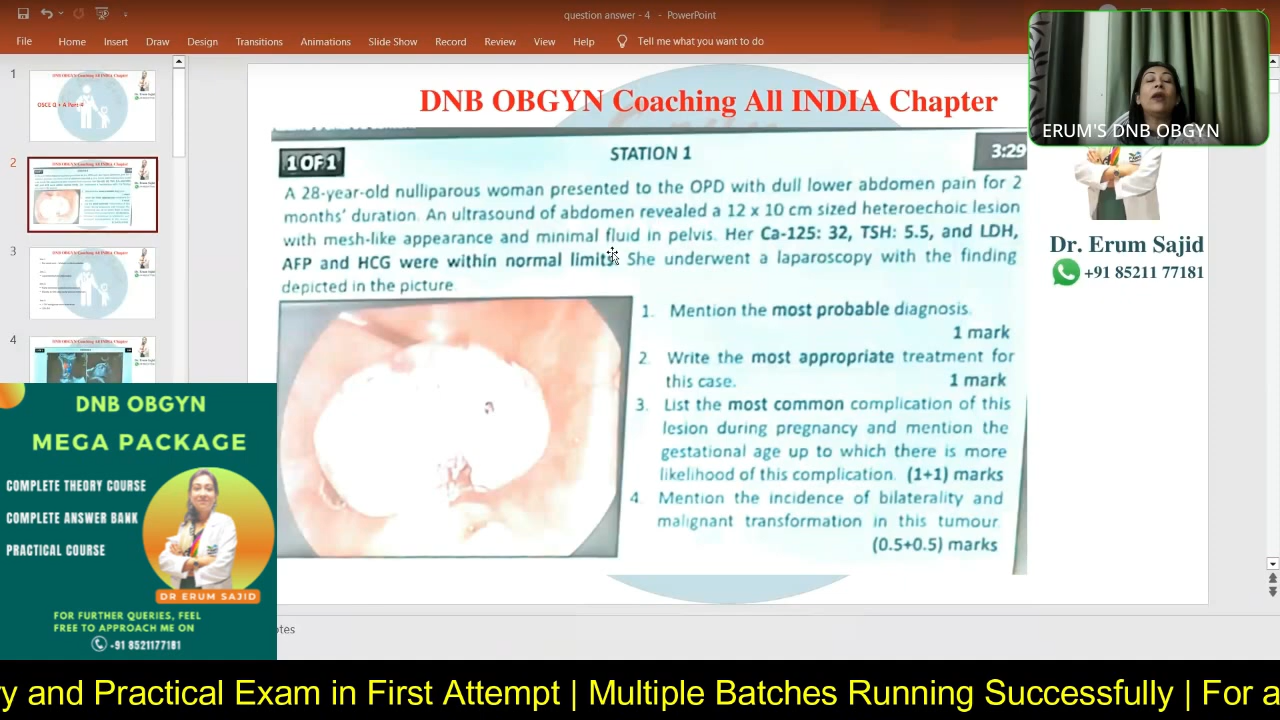 question answer - 4 - PowerPoint
File Home Insert Draw Design Transitions Animations Slide Show Record Review View Help Tell me what you want to do
1
2
3
4
DNB OBGYN Coaching All INDIA Chapter
1 OF 1
STATION 1
3:29
A 28-year-old nulliparous woman presented to the OPD with dull lower abdomen pain for 2
months' duration. An ultrasound of abdomen revealed a 12 x 10 cm sized heteroechoic lesion
with mesh-like appearance and minimal fluid in pelvis. Her Ca-125: 32, TSH: 5.5, and LDH,
AFP and HCG were within normal limits. She underwent a laparoscopy with the finding
depicted in the picture.
1. Mention the most probable diagnosis.
1 mark
2. Write the most appropriate treatment for
this case. 1 mark
3. List the most common complication of this
lesion during pregnancy and mention the
gestational age up to which there is more
likelihood of this complication. (1+1) marks
4 Mention the incidence of bilaterality and
malignant transformation in this tumour.
(0.5+0.5) marks
ERUM'S DNB OBGYN
Dr. Erum Sajid
+91 85211 77181
DNB OBGYN
MEGA PACKAGE
COMPLETE THEORY COURSE
COMPLETE ANSWER BANK
PRACTICAL COURSE
DR ERUM SAJID
FOR FURTHER QUERIES, FEEL
FREE TO APPROACH ME ON
+91 8521177181
otes
ry and Practical Exam in First Attempt | Multiple Batches Running Successfully | For a